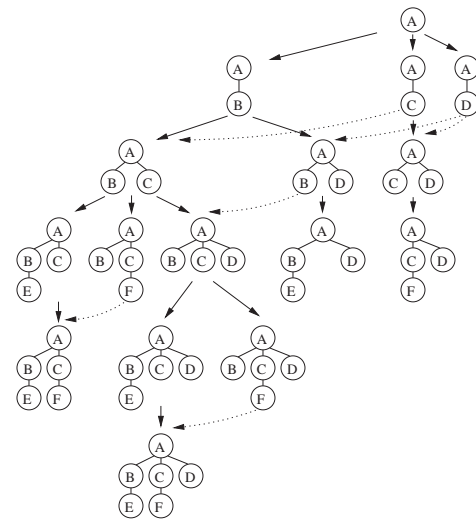 A
A A A
B C D
A A A
B C B D C D
A A A A A
B C B C B C D B D C D
E F E F
A A A
B C B C D B C D
E F E F
A
B C D
E F